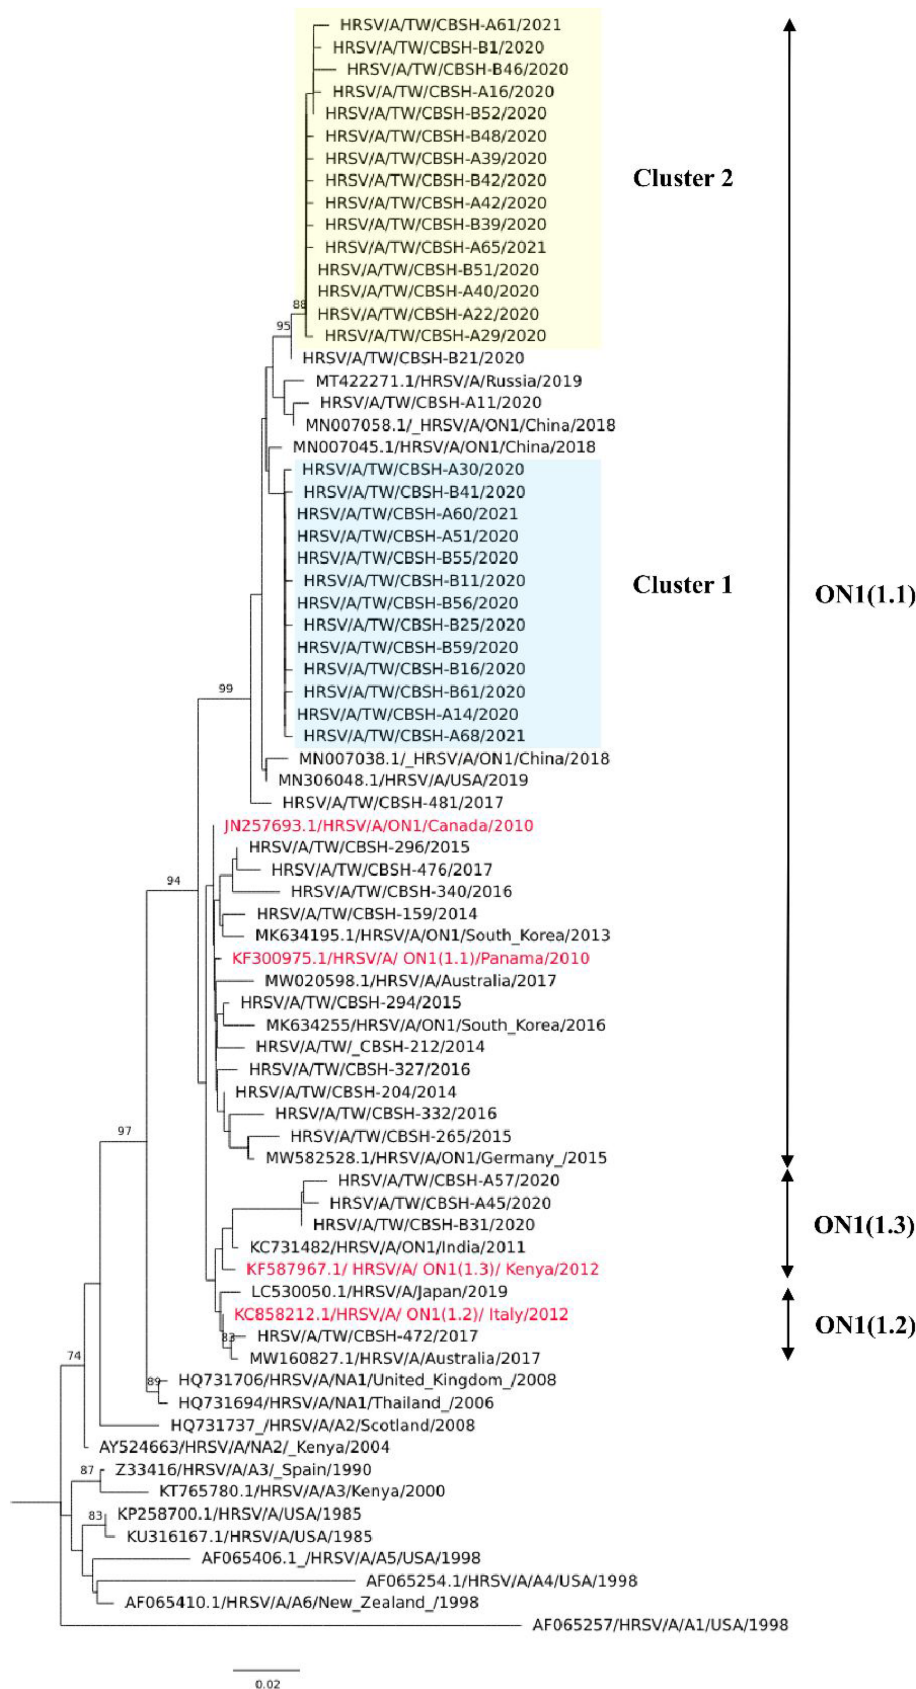 HRSV/A/TW/CBSH-A61/2021
HRSV/A/TW/CBSH-B1/2020
HRSV/A/TW/CBSH-B46/2020
HRSV/A/TW/CBSH-A16/2020
HRSV/A/TW/CBSH-B52/2020
HRSV/A/TW/CBSH-B48/2020
HRSV/A/TW/CBSH-A39/2020
HRSV/A/TW/CBSH-B42/2020
Cluster 2
HRSV/A/TW/CBSH-A42/2020
HRSV/A/TW/CBSH-B39/2020
HRSV/A/TW/CBSH-A65/2021
HRSV/A/TW/CBSH-B51/2020
HRSV/A/TW/CBSH-A40/2020
88
HRSV/A/TW/CBSH-A22/2020
95
HRSV/A/TW/CBSH-A29/2020
HRSV/A/TW/CBSH-B21/2020
MT422271.1/HRSV/A/Russia/2019
HRSV/A/TW/CBSH-A11/2020
MN007058.1/_HRSV/A/ON1/China/2018
MN007045.1/HRSV/A/ON1/China/2018
HRSV/A/TW/CBSH-A30/2020
HRSV/A/TW/CBSH-B41/2020
HRSV/A/TW/CBSH-A60/2021
HRSV/A/TW/CBSH-A51/2020
HRSV/A/TW/CBSH-B55/2020
HRSV/A/TW/CBSH-B11/2020
Cluster 1
ON1(1.1)
HRSV/A/TW/CBSH-B56/2020
HRSV/A/TW/CBSH-B25/2020
HRSV/A/TW/CBSH-B59/2020
HRSV/A/TW/CBSH-B16/2020
99
HRSV/A/TW/CBSH-B61/2020
HRSV/A/TW/CBSH-A14/2020
HRSV/A/TW/CBSH-A68/2021
MN007038.1/_HRSV/A/ON1/China/2018
MN306048.1/HRSV/A/USA/2019
HRSV/A/TW/CBSH-481/2017
JN257693.1/HRSV/A/ON1/Canada/2010
HRSV/A/TW/CBSH-296/2015
HRSV/A/TW/CBSH-476/2017
94
HRSV/A/TW/CBSH-340/2016
HRSV/A/TW/CBSH-159/2014
MK634195.1/HRSV/A/ON1/South_Korea/2013
KF300975.1/HRSV/A/ ON1(1.1)/Panama/2010
MW020598.1/HRSV/A/Australia/2017
HRSV/A/TW/CBSH-294/2015
MK634255/HRSV/A/ON1/South_Korea/2016
HRSV/A/TW/_CBSH-212/2014
HRSV/A/TW/CBSH-327/2016
HRSV/A/TW/CBSH-204/2014
HRSV/A/TW/CBSH-332/2016
97
HRSV/A/TW/CBSH-265/2015
MW582528.1/HRSV/A/ON1/Germany_/2015
HRSV/A/TW/CBSH-A57/2020
HRSV/A/TW/CBSH-A45/2020
HRSV/A/TW/CBSH-B31/2020
ON1(1.3)
KC731482/HRSV/A/ON1/India/2011
KF587967.1/ HRSV/A/ ON1(1.3)/ Kenya/2012
LC530050.1/HRSV/A/Japan/2019
KC858212.1/HRSV/A/ ON1(1.2)/ Italy/2012
ON1(1.2)
83
HRSV/A/TW/CBSH-472/2017
74
MW160827.1/HRSV/A/Australia/2017
89
HQ731706/HRSV/A/NA1/United_Kingdom_/2008
HQ731694/HRSV/A/NA1/Thailand_/2006
HQ731737_/HRSV/A/A2/Scotland/2008
AY524663/HRSV/A/NA2/_Kenya/2004
87
Z33416/HRSV/A/A3/_Spain/1990
KT765780.1/HRSV/A/A3/Kenya/2000
83
KP258700.1/HRSV/A/USA/1985
KU316167.1/HRSV/A/USA/1985
AF065406.1_/HRSV/A/A5/USA/1998
AF065254.1/HRSV/A/A4/USA/1998
AF065410.1/HRSV/A/A6/New_Zealand_/1998
AF065257/HRSV/A/A1/USA/1998
0.02